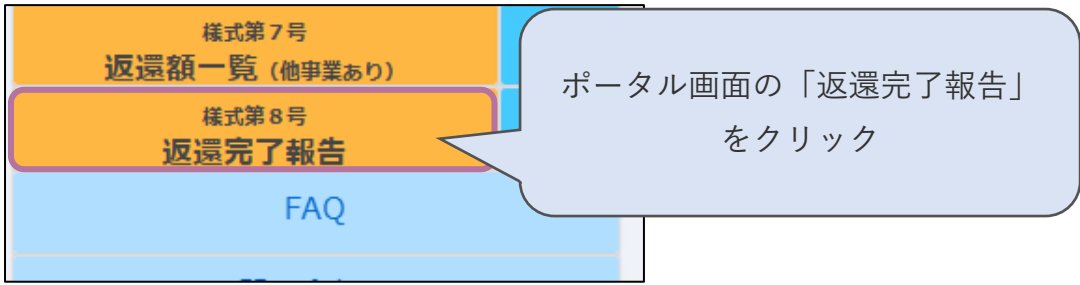 様式第７号
返還額一覧（他事業あり）
様式第８号
返還完了報告
FAQ
ポータル画面の「返還完了報告」
をクリック